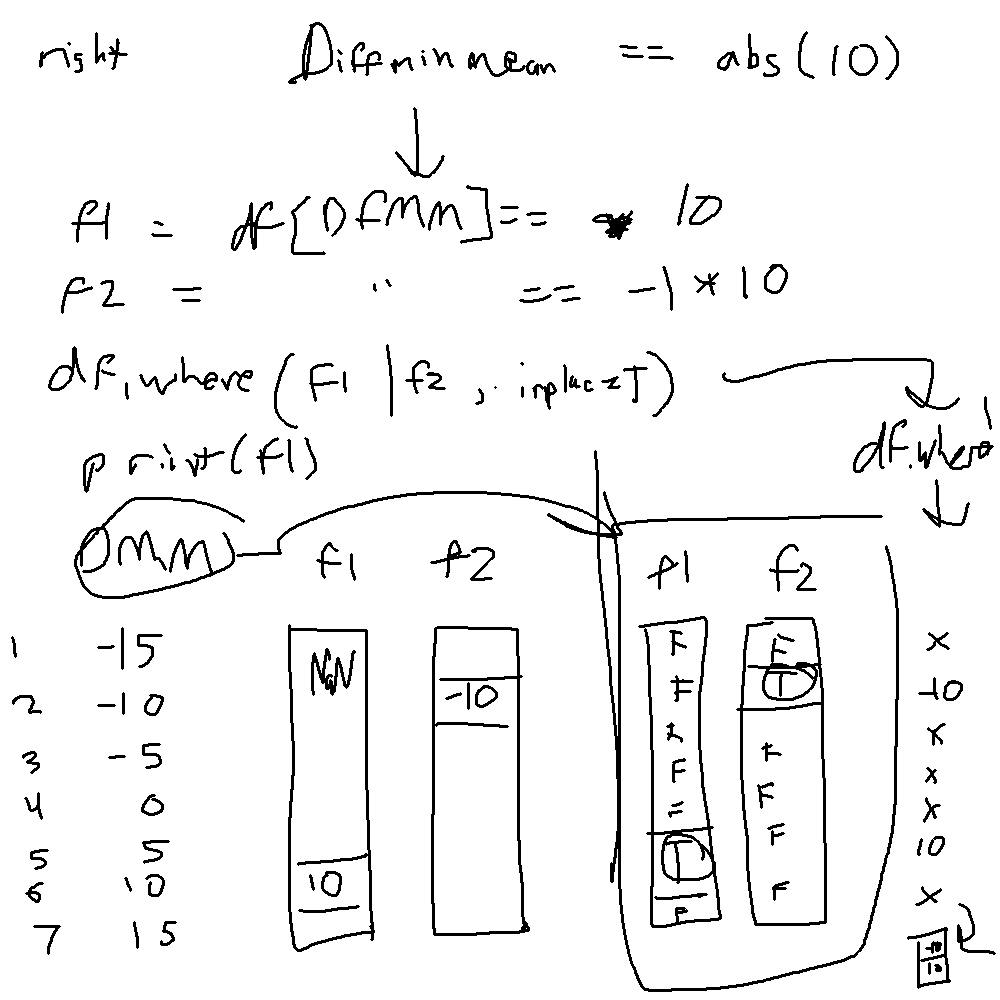 right Diffminmean == abs(10)
f1 = df[DfMm]== * 10
F2 = " == -1 * 10
df.where(F1 | f2, inplac=T)
print(f1)
df.where
DMM f1 f2 f1 f2
1 -15 NaN F F x
2 -10 -10 F T -10
3 -5 F F x
4 0 F F x
5 5 F F x
6 10 10 T 10
7 15 F F x
-10
10